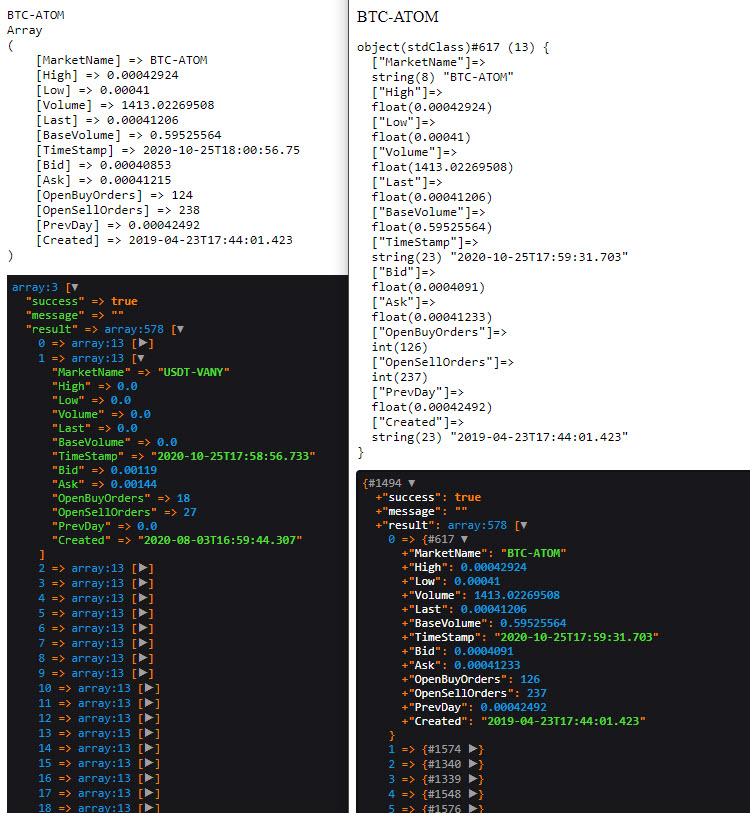 BTC-ATOM
Array
(
    [MarketName] => BTC-ATOM
    [High] => 0.00042924
    [Low] => 0.00041
    [Volume] => 1413.02269508
    [Last] => 0.00041206
    [BaseVolume] => 0.59525564
    [TimeStamp] => 2020-10-25T18:00:56.75
    [Bid] => 0.00040853
    [Ask] => 0.00041215
    [OpenBuyOrders] => 124
    [OpenSellOrders] => 238
    [PrevDay] => 0.00042492
    [Created] => 2019-04-23T17:44:01.423
)
array:3 [▼
  "success" => true
  "message" => ""
  "result" => array:578 [▼
    0 => array:13 [▶]
    1 => array:13 [▼
      "MarketName" => "USDT-VANY"
      "High" => 0.0
      "Low" => 0.0
      "Volume" => 0.0
      "Last" => 0.0
      "BaseVolume" => 0.0
      "TimeStamp" => "2020-10-25T17:58:56.733"
      "Bid" => 0.00119
      "Ask" => 0.00144
      "OpenBuyOrders" => 18
      "OpenSellOrders" => 27
      "PrevDay" => 0.0
      "Created" => "2020-08-03T16:59:44.307"
    ]
    2 => array:13 [▶]
    3 => array:13 [▶]
    4 => array:13 [▶]
    5 => array:13 [▶]
    6 => array:13 [▶]
    7 => array:13 [▶]
    8 => array:13 [▶]
    9 => array:13 [▶]
    10 => array:13 [▶]
    11 => array:13 [▶]
    12 => array:13 [▶]
    13 => array:13 [▶]
    14 => array:13 [▶]
    15 => array:13 [▶]
    16 => array:13 [▶]
    17 => array:13 [▶]
    18 => array:13 [▶]
BTC-ATOM
object(stdClass)#617 (13) {
  ["MarketName"]=>
  string(8) "BTC-ATOM"
  ["High"]=>
  float(0.00042924)
  ["Low"]=>
  float(0.00041)
  ["Volume"]=>
  float(1413.02269508)
  ["Last"]=>
  float(0.00041206)
  ["BaseVolume"]=>
  float(0.59525564)
  ["TimeStamp"]=>
  string(23) "2020-10-25T17:59:31.703"
  ["Bid"]=>
  float(0.0004091)
  ["Ask"]=>
  float(0.00041233)
  ["OpenBuyOrders"]=>
  int(126)
  ["OpenSellOrders"]=>
  int(237)
  ["PrevDay"]=>
  float(0.00042492)
  ["Created"]=>
  string(23) "2019-04-23T17:44:01.423"
}
{#1494 ▼
  +"success": true
  +"message": ""
  +"result": array:578 [▼
    0 => {#617 ▼
      +"MarketName": "BTC-ATOM"
      +"High": 0.00042924
      +"Low": 0.00041
      +"Volume": 1413.02269508
      +"Last": 0.00041206
      +"BaseVolume": 0.59525564
      +"TimeStamp": "2020-10-25T17:59:31.703"
      +"Bid": 0.0004091
      +"Ask": 0.00041233
      +"OpenBuyOrders": 126
      +"OpenSellOrders": 237
      +"PrevDay": 0.00042492
      +"Created": "2019-04-23T17:44:01.423"
    }
    1 => {#1574 ▶}
    2 => {#1340 ▶}
    3 => {#1339 ▶}
    4 => {#1548 ▶}
    5 => {#1576 ▶}